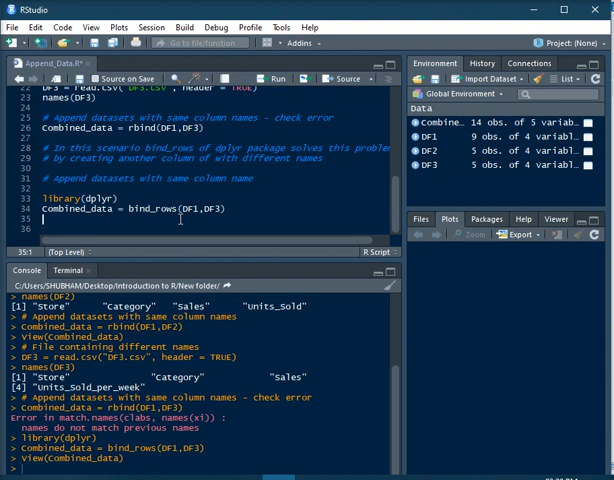 RStudio
File Edit Code View Plots Session Build Debug Profile Tools Help
Go to file/function Addins Project: (None)
Append_Data.R*
Source on Save Run Source
22 DF3 = read.csv("DF3.csv", header = TRUE)
23 names(DF3)
24
25 # Append datasets with same column names - check error
26 Combined_data = rbind(DF1,DF3)
27
28 # In this scenario bind_rows of dplyr package solves this problem
29 # by creating another column of with different names
30
31 # Append datasets with same column name
32
33 library(dplyr)
34 Combined_data = bind_rows(DF1,DF3)
35
36
35:1 (Top Level) R Script
Console Terminal
C:/Users/SHUBHAM/Desktop/Introduction to R/New folder/
> names(DF2)
[1] "Store" "Category" "Sales" "Units_Sold"
> # Append datasets with same column names
> Combined_data = rbind(DF1,DF2)
> View(Combined_data)
> # File containing different names
> DF3 = read.csv("DF3.csv", header = TRUE)
> names(DF3)
[1] "Store" "Category" "Sales"
[4] "Units_Sold_per_week"
> # Append datasets with same column names - check error
> Combined_data = rbind(DF1,DF3)
Error in match.names(clabs, names(xi)) :
names do not match previous names
> library(dplyr)
> Combined_data = bind_rows(DF1,DF3)
> View(Combined_data)
>
Environment History Connections
Import Dataset List
Global Environment
Data
Combine… 14 obs. of 5 variab…
DF1 9 obs. of 4 variabl…
DF2 5 obs. of 4 variabl…
DF3 5 obs. of 4 variabl…
Files Plots Packages Help Viewer
Zoom Export